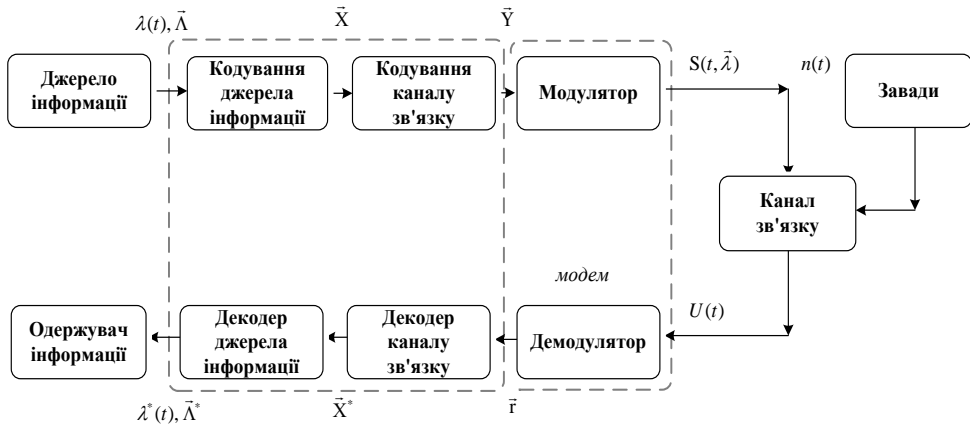 λ(t), Λ⃗
X⃗
Y⃗
Джерело
інформації
Кодування
джерела
інформації
Кодування
каналу
зв'язку
Модулятор
S(t, λ⃗)
n(t)
Завади
Канал
зв'язку
модем
U(t)
Одержувач
інформації
Декодер
джерела
інформації
Декодер
каналу
зв'язку
Демодулятор
λ*(t), Λ⃗*
X⃗*
r⃗